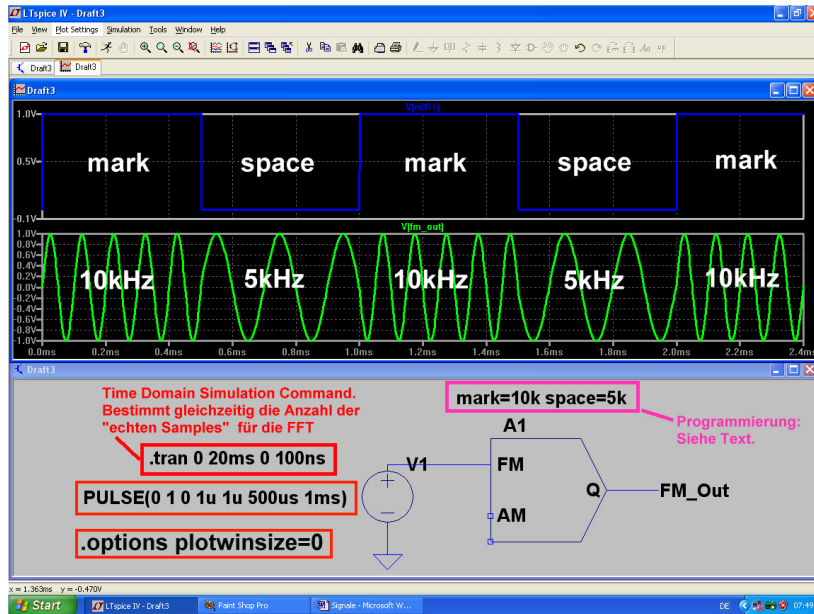 LTspice IV - Draft3
File View Plot Settings Simulation Tools Window Help
Draft3 Draft3
Draft3
V[n001]
1.0V
0.5V
-0.1V
mark space mark space mark
V[fm_out]
1.0V
0.8V
0.6V
0.4V
0.2V
0.0V
-0.2V
-0.4V
-0.6V
-0.8V
-1.0V
10kHz 5kHz 10kHz 5kHz 10kHz
0.0ms 0.2ms 0.4ms 0.6ms 0.8ms 1.0ms 1.2ms 1.4ms 1.6ms 1.8ms 2.0ms 2.2ms 2.4ms
Draft3
Time Domain Simulation Command.
Bestimmt gleichzeitig die Anzahl der
"echten Samples" für die FFT
mark=10k space=5k
Programmierung:
Siehe Text.
A1
.tran 0 20ms 0 100ns
V1
FM
PULSE(0 1 0 1u 1u 500us 1ms)
Q
FM_Out
AM
.options plotwinsize=0
x = 1.363ms y = -0.470V
Start LTspice IV - Draft3 Paint Shop Pro Signale - Microsoft W... DE 07:49